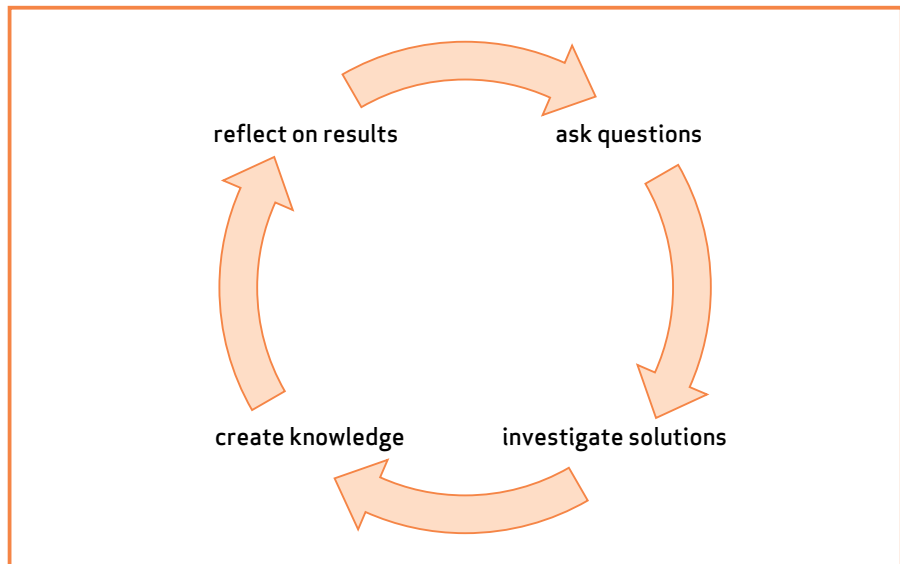 reflect on results
ask questions
create knowledge
investigate solutions